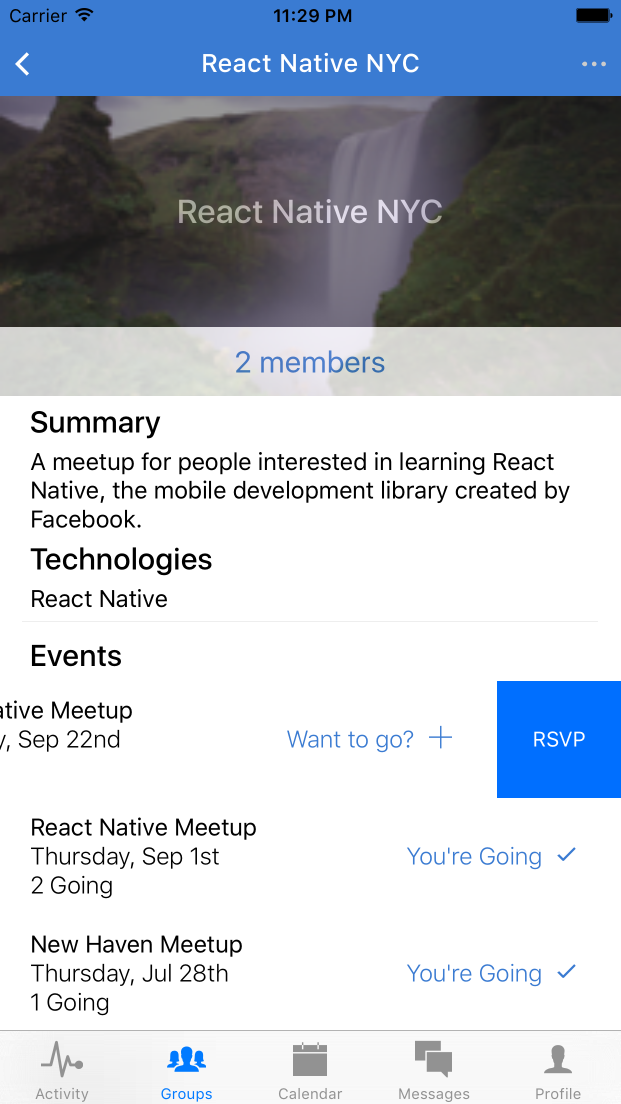 Carrier 11:29 PM
React Native NYC
React Native NYC
2 members
Summary
A meetup for people interested in learning React
Native, the mobile development library created by
Facebook.
Technologies
React Native
Events
ative Meetup
y, Sep 22nd
Want to go?
RSVP
React Native Meetup
Thursday, Sep 1st
2 Going
You're Going
New Haven Meetup
Thursday, Jul 28th
1 Going
You're Going
Activity Groups Calendar Messages Profile